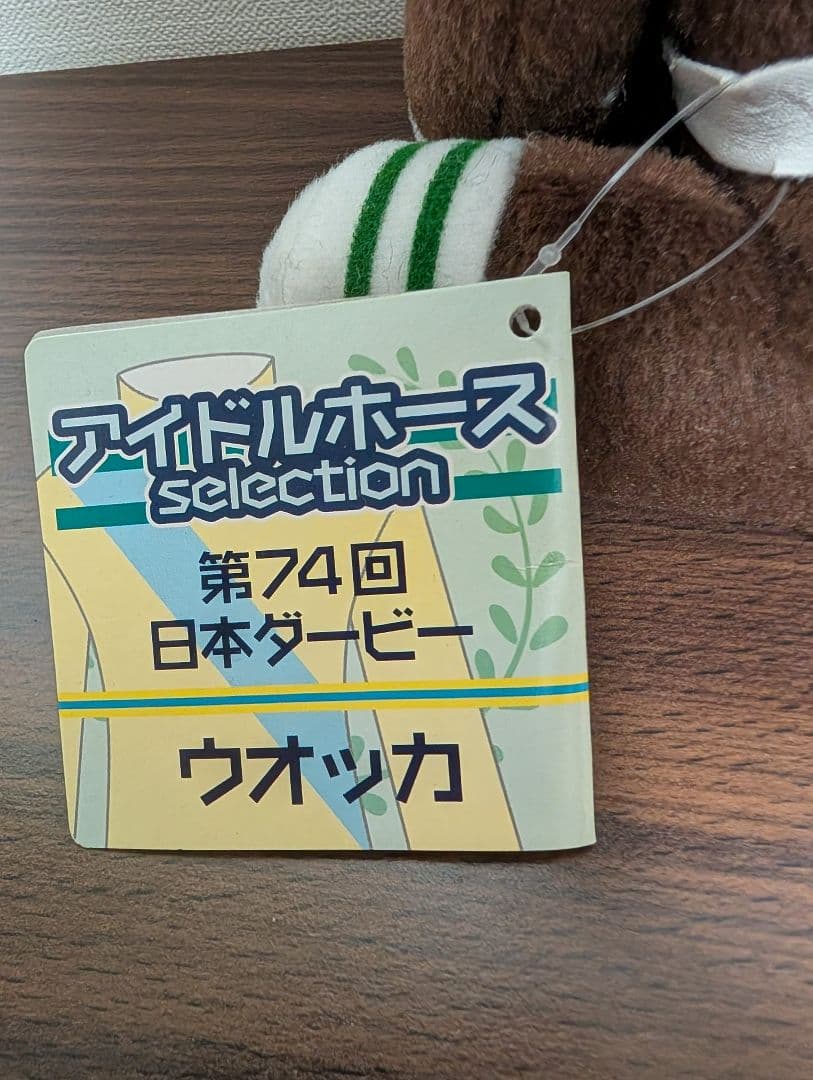 アイドルホース
selection
第74回
日本ダービー
ウオッカ